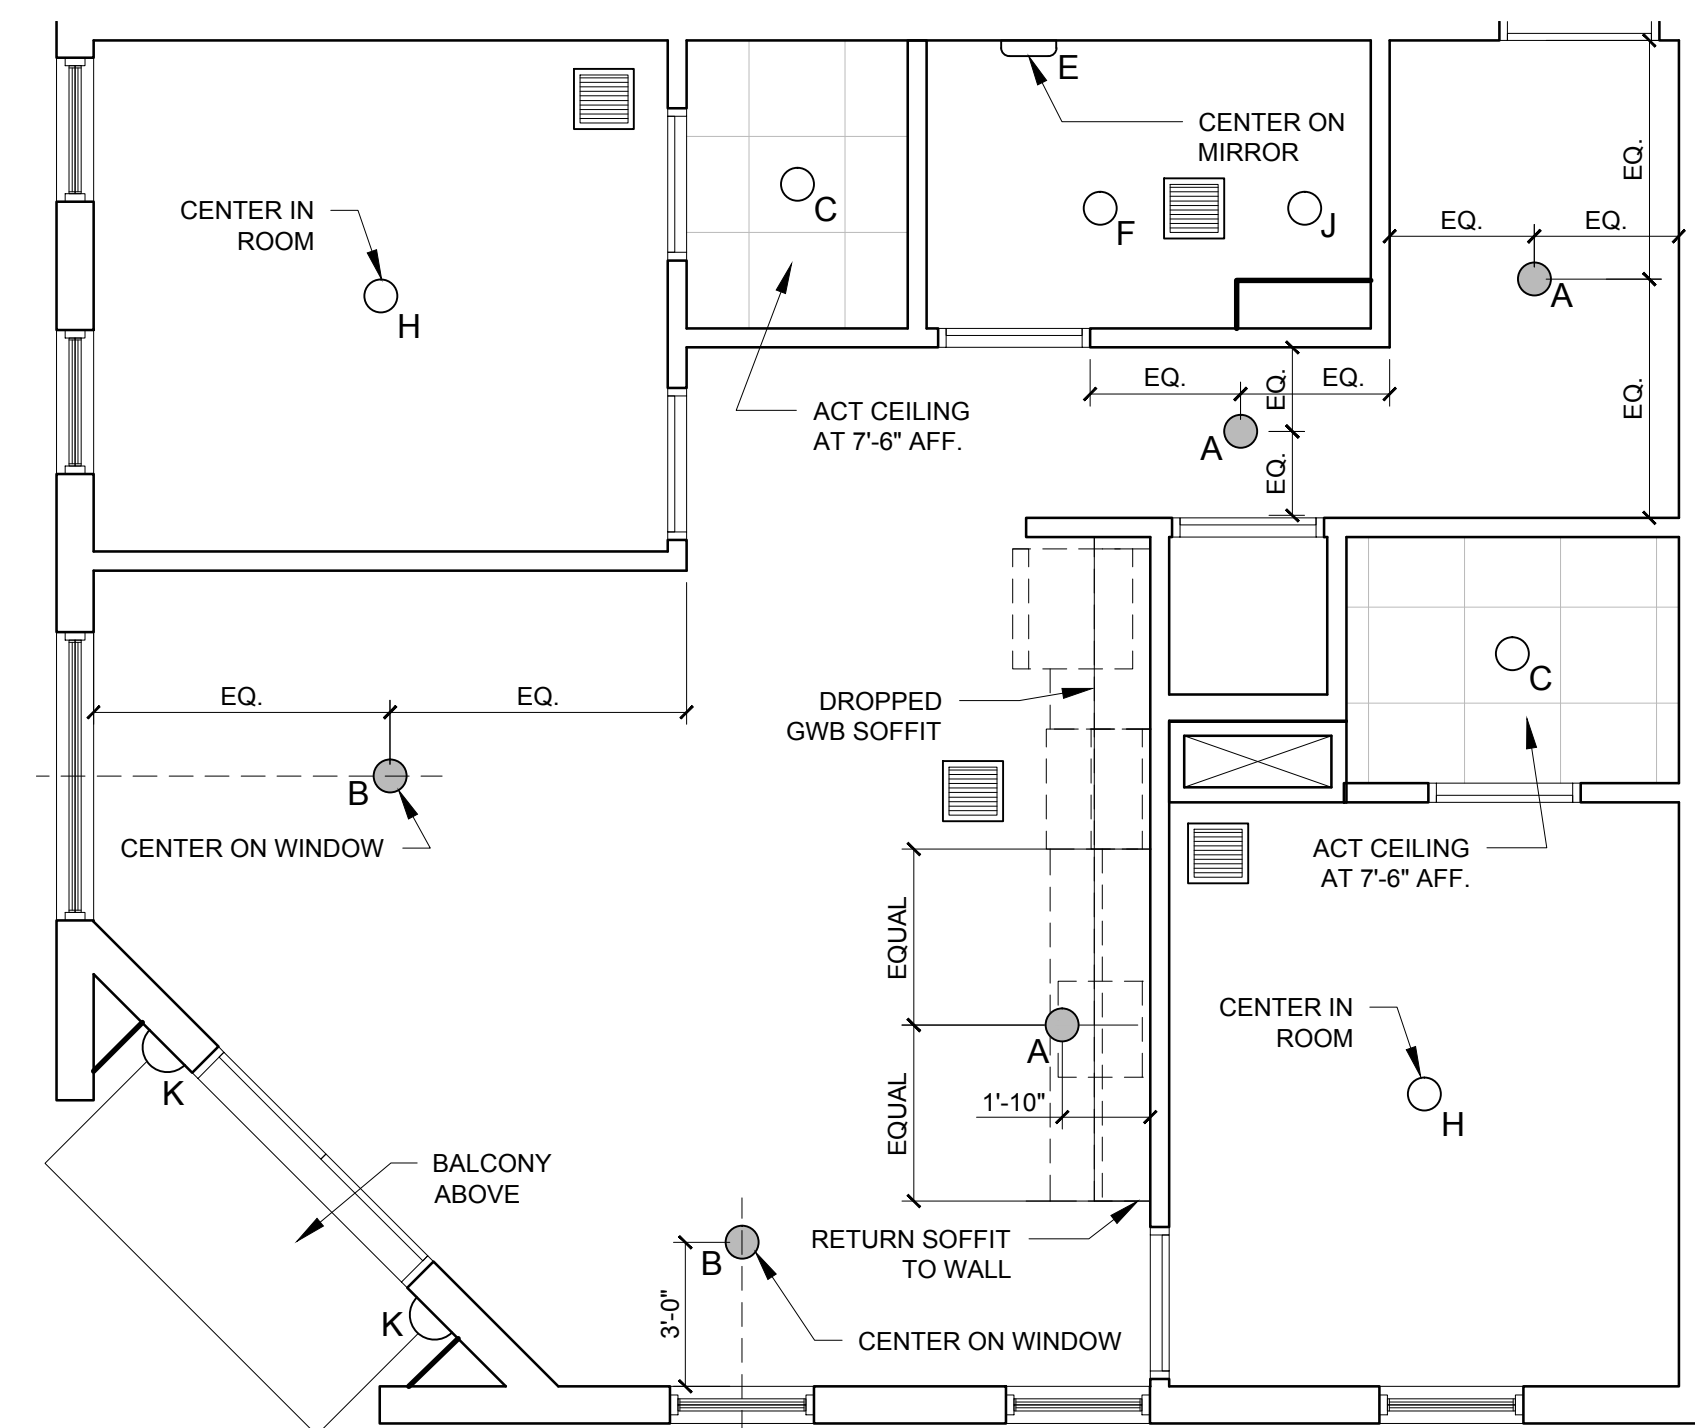 E
CENTER ON
MIRROR
EQ.
C
F
J
CENTER IN
ROOM
EQ.
EQ.
H
A
EQ.
EQ.
EQ.
EQ.
ACT CEILING
AT 7'-6" AFF.
A
EQ.
C
EQ.
EQ.
DROPPED
GWB SOFFIT
B
CENTER ON WINDOW
ACT CEILING
AT 7'-6" AFF.
EQUAL
CENTER IN
ROOM
A
K
EQUAL
1'-10"
H
BALCONY
ABOVE
RETURN SOFFIT
TO WALL
B
3'-0"
K
CENTER ON WINDOW